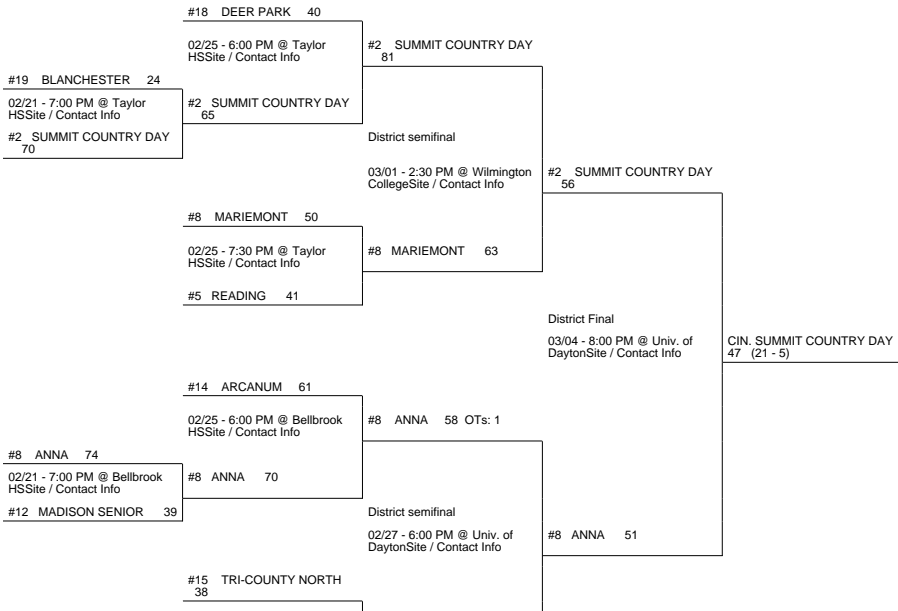 #18 DEER PARK 40
02/25 - 6:00 PM @ Taylor
HSSite / Contact Info
#2 SUMMIT COUNTRY DAY
81
#19 BLANCHESTER 24
02/21 - 7:00 PM @ Taylor
HSSite / Contact Info
#2 SUMMIT COUNTRY DAY
65
#2 SUMMIT COUNTRY DAY
70
District semifinal
03/01 - 2:30 PM @ Wilmington
CollegeSite / Contact Info
#2 SUMMIT COUNTRY DAY
56
#8 MARIEMONT 50
02/25 - 7:30 PM @ Taylor
HSSite / Contact Info
#8 MARIEMONT 63
#5 READING 41
District Final
03/04 - 8:00 PM @ Univ. of
DaytonSite / Contact Info
CIN. SUMMIT COUNTRY DAY
47 (21 - 5)
#14 ARCANUM 61
02/25 - 6:00 PM @ Bellbrook
HSSite / Contact Info
#8 ANNA 58 OTs: 1
#8 ANNA 74
02/21 - 7:00 PM @ Bellbrook
HSSite / Contact Info
#8 ANNA 70
#12 MADISON SENIOR 39
District semifinal
02/27 - 6:00 PM @ Univ. of
DaytonSite / Contact Info
#8 ANNA 51
#15 TRI-COUNTY NORTH
38